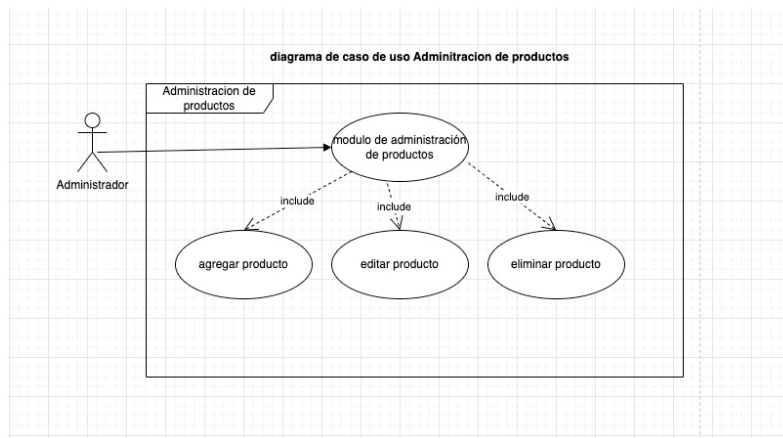 diagrama de caso de uso Adminitracion de productos
Administracion de
productos
modulo de administración
de productos
Administrador
include
include
include
agregar producto
editar producto
eliminar producto